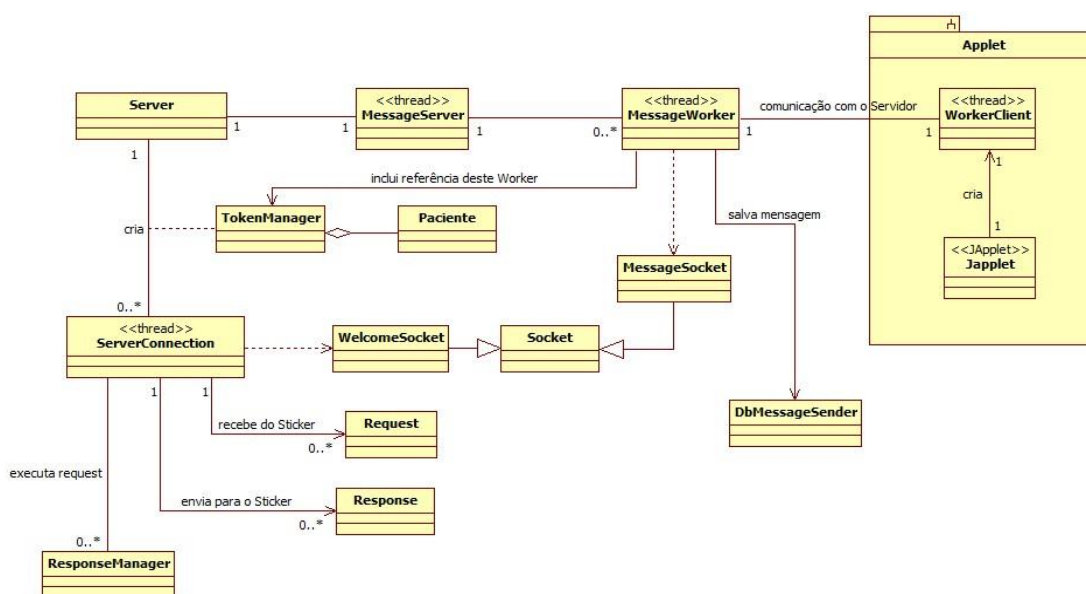 Applet
Server
<<thread>>
MessageServer
<<thread>>
MessageWorker
comunicação com o Servidor
<<thread>>
WorkerClient
1
1
1
0..*
1
1
1
1
inclui referência deste Worker
cria
TokenManager
Paciente
cria
salva mensagem
1
<<JApplet>>
Japplet
MessageSocket
0..*
<<thread>>
ServerConnection
WelcomeSocket
Socket
1
1
recebe do Sticker
Request
0..*
DbMessageSender
executa request
envia para o Sticker
Response
0..*
0..*
ResponseManager